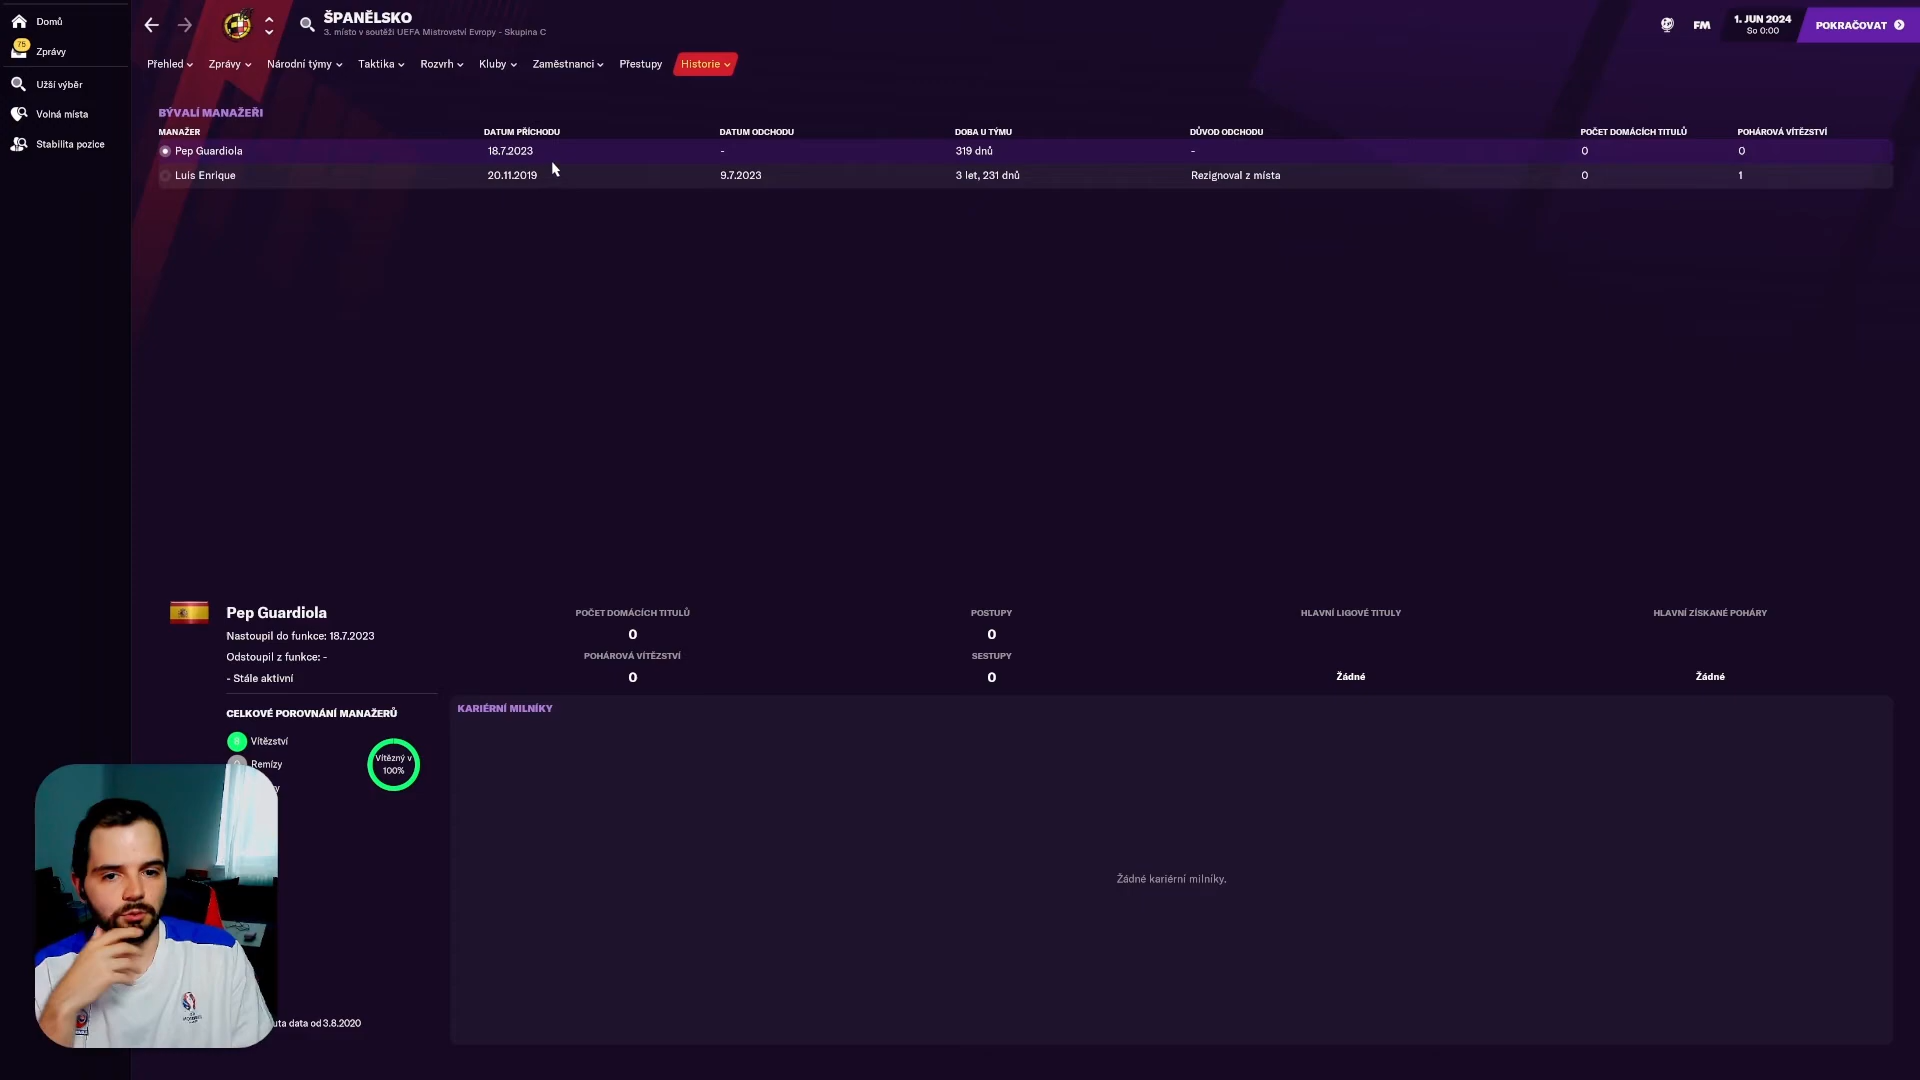 Domů
75
Zprávy
Užší výběr
Volná místa
Stabilita pozice
ŠPANĚLSKO
3. místo v soutěži UEFA Mistrovství Evropy - Skupina C
FM
1. JUN 2024
So 0:00
POKRAČOVAT
Přehled Zprávy Národní týmy Taktika Rozvrh Kluby Zaměstnanci Přestupy Historie
BÝVALÍ MANAŽEŘI
MANAŽER DATUM PŘÍCHODU DATUM ODCHODU DOBA U TÝMU DŮVOD ODCHODU POČET DOMÁCÍCH TITULŮ POHÁROVÁ VÍTĚZSTVÍ
Pep Guardiola 18.7.2023 - 319 dnů - 0 0
Luis Enrique 20.11.2019 9.7.2023 3 let, 231 dnů Rezignoval z místa 0 1
Pep Guardiola
Nastoupil do funkce: 18.7.2023
Odstoupil z funkce: -
- Stále aktivní
POČET DOMÁCÍCH TITULŮ POSTUPY HLAVNÍ LIGOVÉ TITULY HLAVNÍ ZÍSKANÉ POHÁRY
0 0
POHÁROVÁ VÍTĚZSTVÍ SESTUPY
0 0 Žádné Žádné
CELKOVÉ POROVNÁNÍ MANAŽERŮ
8 Vítězství
Remízy
Vítězný v
100%
KARIÉRNÍ MILNÍKY
Žádné kariérní milníky.
data od 3.8.2020